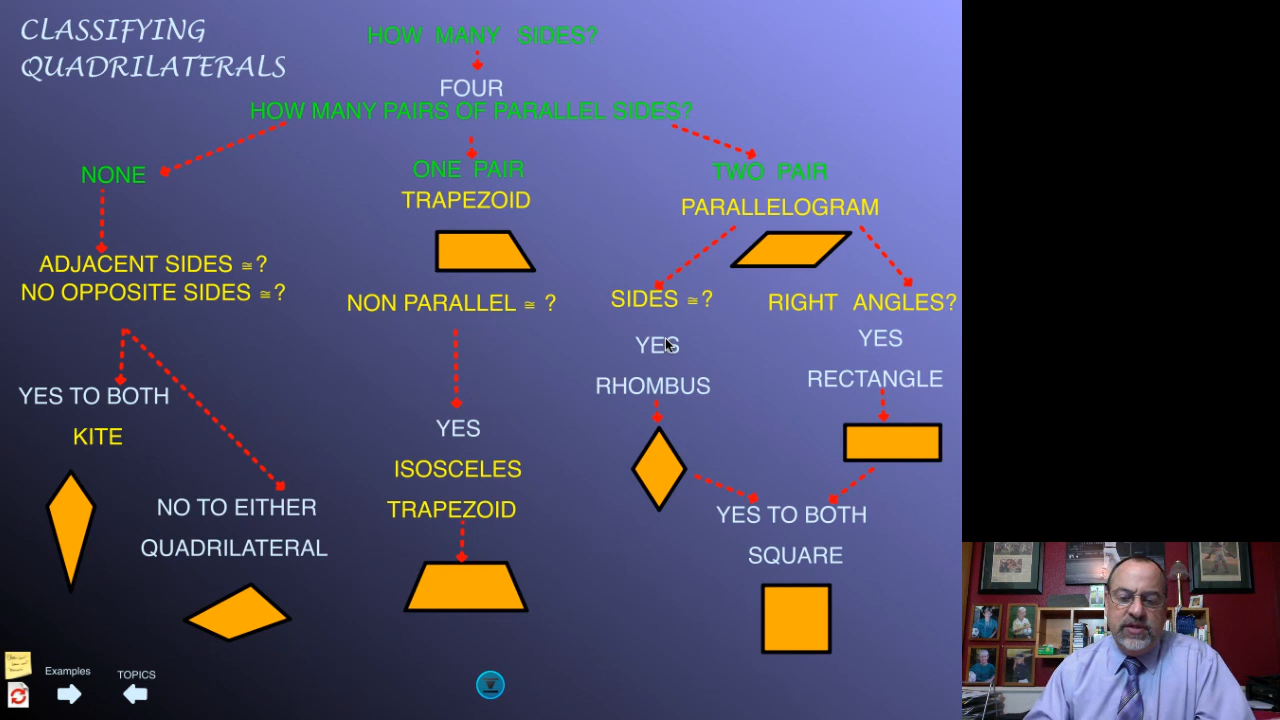 CLASSIFYING
QUADRILATERALS
HOW MANY SIDES?
FOUR
HOW MANY PAIRS OF PARALLEL SIDES?
NONE
ADJACENT SIDES ≅ ?
NO OPPOSITE SIDES ≅ ?
YES TO BOTH
KITE
NO TO EITHER
QUADRILATERAL
ONE PAIR
TRAPEZOID
NON PARALLEL ≅ ?
YES
ISOSCELES
TRAPEZOID
TWO PAIR
PARALLELOGRAM
SIDES ≅ ?
YES
RHOMBUS
RIGHT ANGLES?
YES
RECTANGLE
YES TO BOTH
SQUARE
Examples
TOPICS